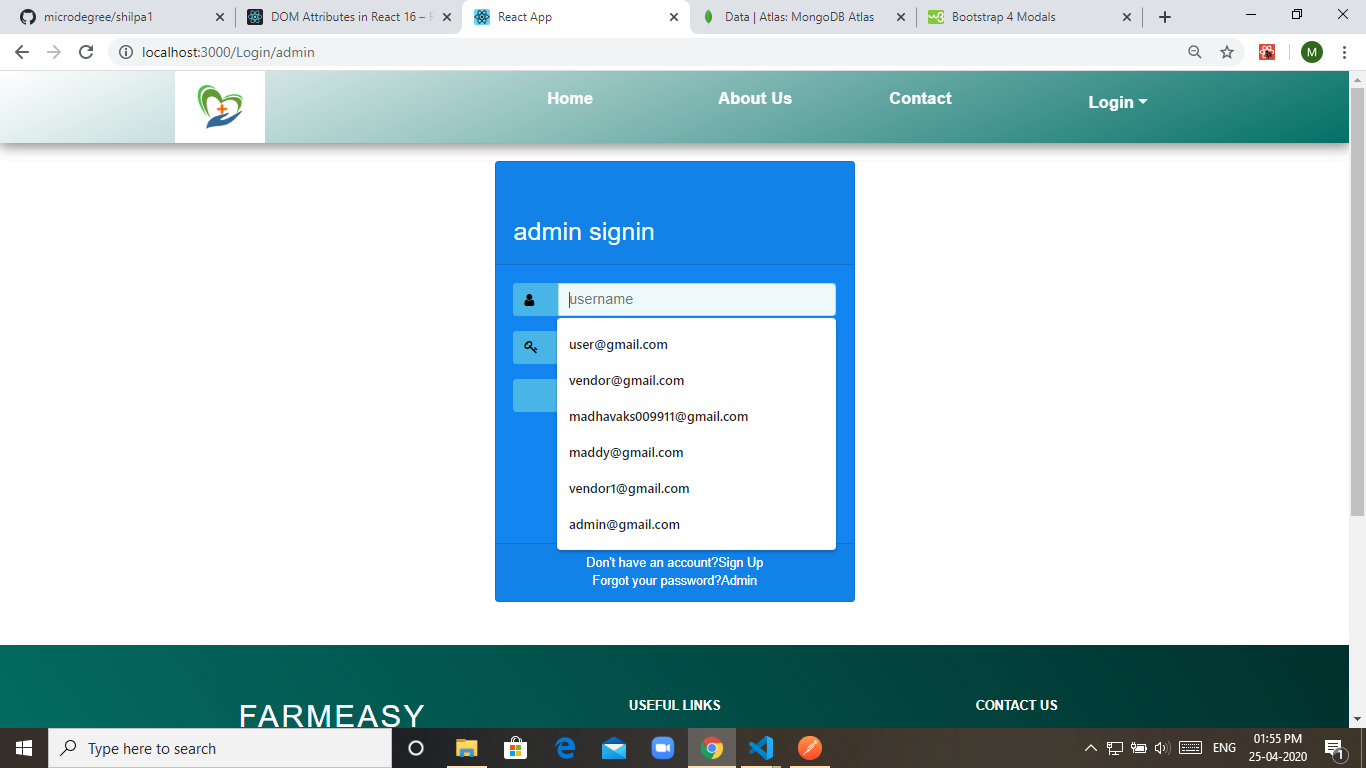 microdegree/shilpa1
DOM Attributes in React 16 – R
React App
Data | Atlas: MongoDB Atlas
w3
Bootstrap 4 Modals
localhost:3000/Login/admin
M
Home
About Us
Contact
Login
admin signin
username
user@gmail.com
vendor@gmail.com
madhavaks009911@gmail.com
maddy@gmail.com
vendor1@gmail.com
admin@gmail.com
Don't have an account?Sign Up
Forgot your password?Admin
FARMEASY
USEFUL LINKS
CONTACT US
Type here to search
ENG
01:55 PM
25-04-2020
1